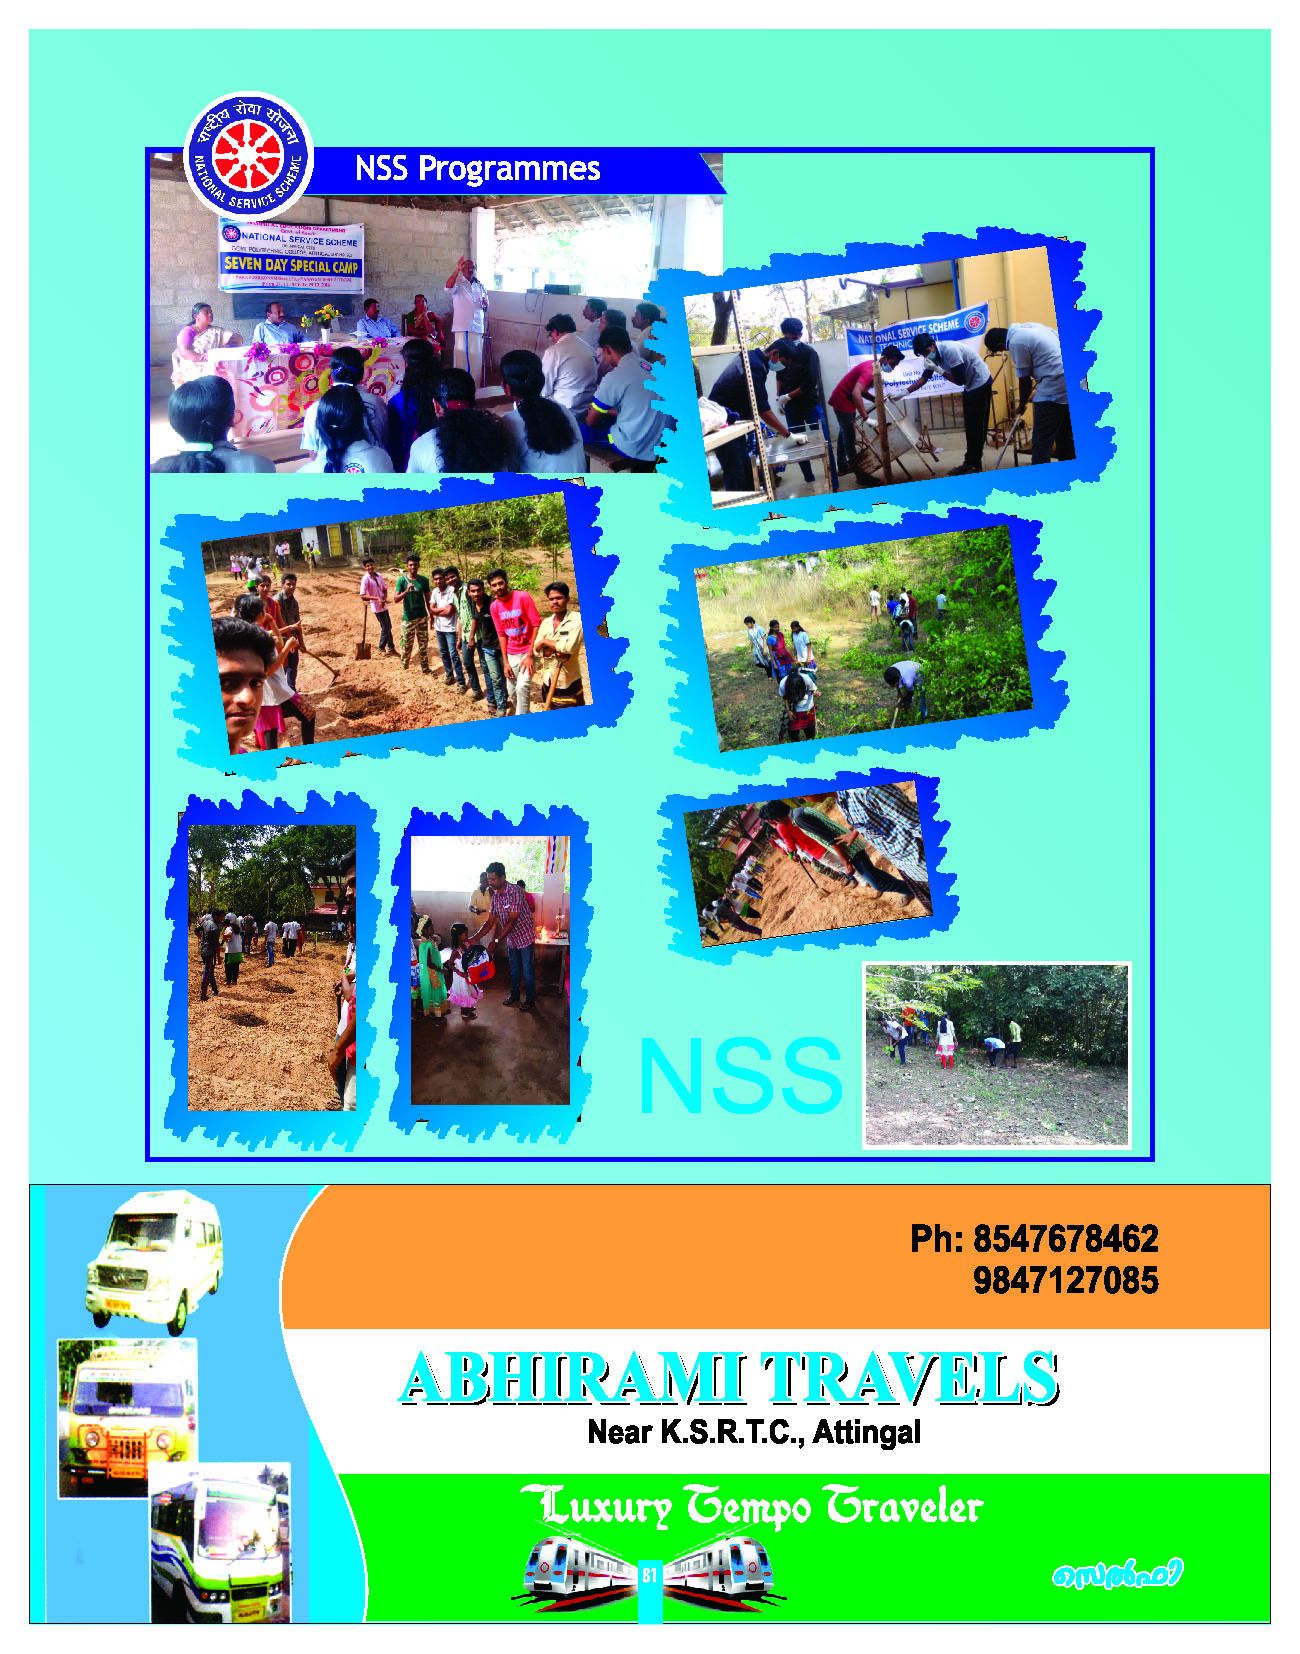 राष्ट्रीय सेवा योजना
NATIONAL SERVICE SCHEME
NSS Programmes
NATIONAL SERVICE SCHEME
SEVEN DAY SPECIAL CAMP
NATIONAL SERVICE SCHEME
NSS
Ph: 8547678462
9847127085
ABHIRAMI TRAVELS
Near K.S.R.T.C., Attingal
Luxury Tempo Traveler
81
സെൽഫി